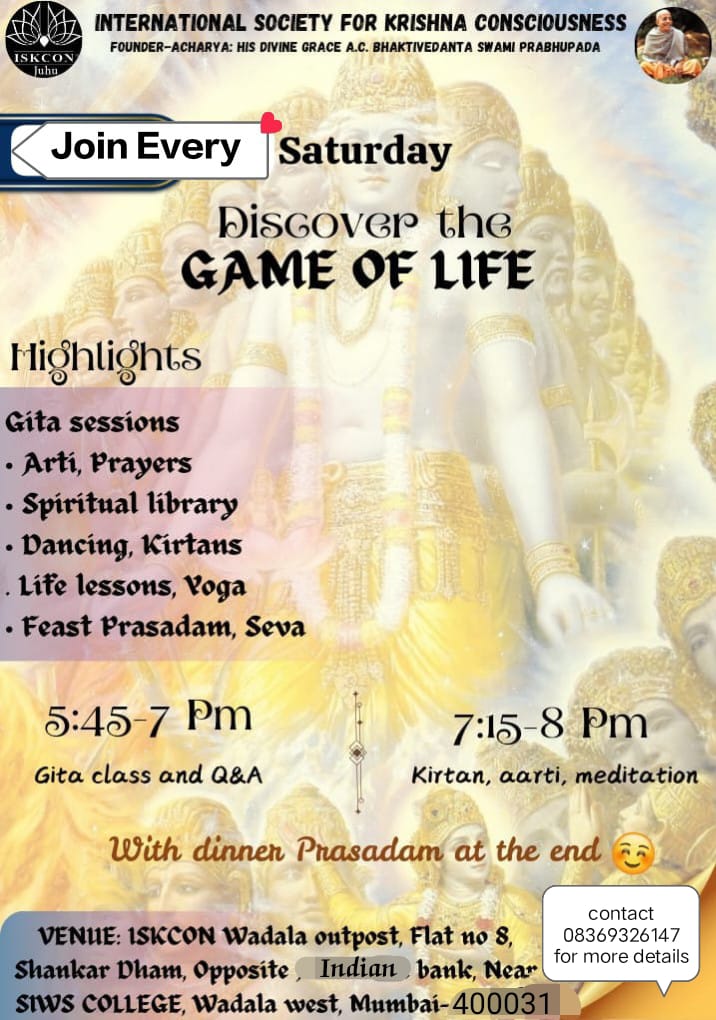 INTERNATIONAL SOCIETY FOR KRISHNA CONSCIOUSNESS
FOUNDER-ACHARYA: HIS DIVINE GRACE A.C. BHAKTIVEDANTA SWAMI PRABHUPADA
ISKCON
Juhu
Join Every Saturday
Discover the
GAME OF LIFE
Highlights
Gita sessions
• Arti, Prayers
• Spiritual library
• Dancing, Kirtans
. Life lessons, Yoga
• Feast Prasadam, Seva
5:45-7 Pm
Gita class and Q&A
7:15-8 Pm
Kirtan, aarti, meditation
With dinner Prasadam at the end 😊
contact
08369326147
for more details
VENUE: ISKCON Wadala outpost, Flat no 8,
Shankar Dham, Opposite , Indian bank, Near
SIWS COLLEGE, Wadala west, Mumbai-400031